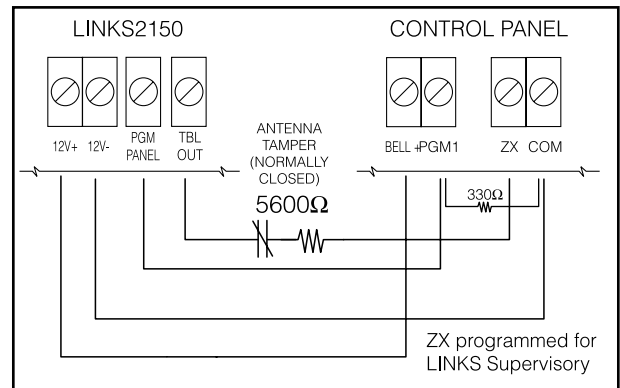 LINKS2150
CONTROL PANEL
12V+ 12V- PGM PANEL TBL OUT
ANTENNA
TAMPER
(NORMALLY
CLOSED)
5600Ω
BELL + PGM1 ZX COM
330Ω
ZX programmed for
LINKS Supervisory